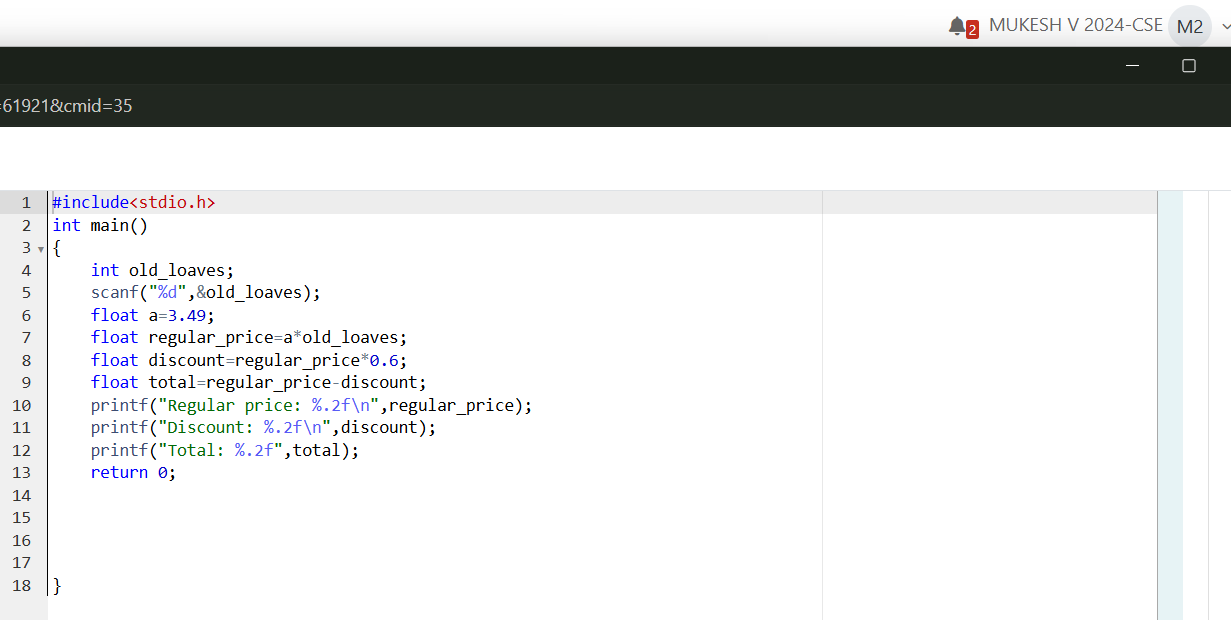 2 MUKESH V 2024-CSE M2
=61921&cmid=35
1 #include<stdio.h>
2 int main()
3 {
4     int old_loaves;
5     scanf("%d",&old_loaves);
6     float a=3.49;
7     float regular_price=a*old_loaves;
8     float discount=regular_price*0.6;
9     float total=regular_price-discount;
10     printf("Regular price: %.2f\n",regular_price);
11     printf("Discount: %.2f\n",discount);
12     printf("Total: %.2f",total);
13     return 0;
14
15
16
17
18 }